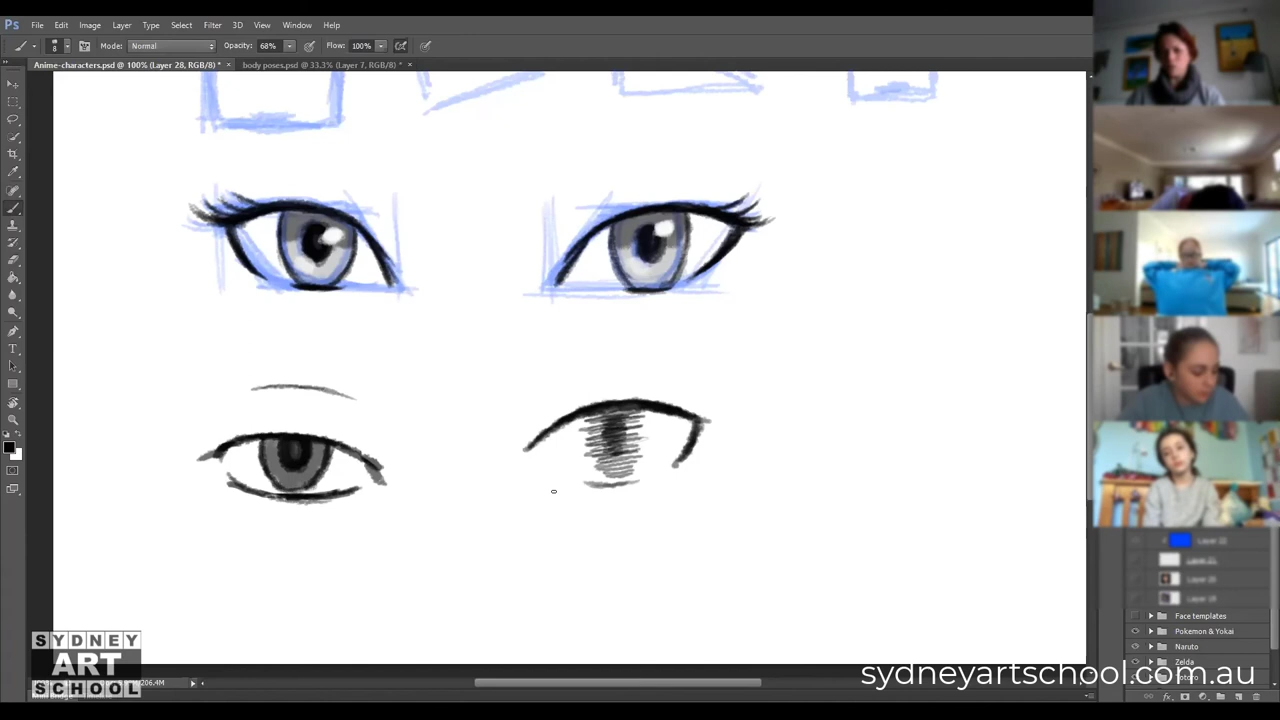 Ps File Edit Image Layer Type Select Filter 3D View Window Help
8 Mode: Normal Opacity: 68% Flow: 100%
Anime-characters.psd @ 100% (Layer 28, RGB/8) * × body poses.psd @ 33.3% (Layer 7, RGB/8) * ×
Face templates
Pokemon & Yokai
Naruto
Zelda
Totoro
SYDNEY
ART
SCHOOL
sydneyartschool.com.au